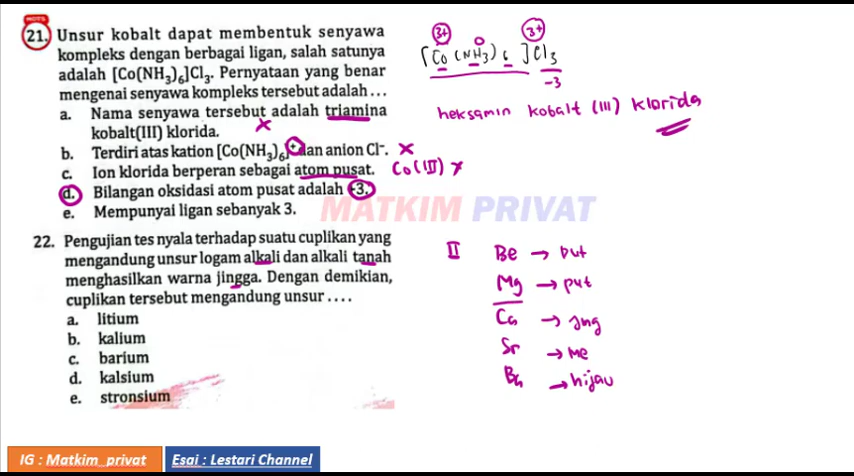 HOTS
21. Unsur kobalt dapat membentuk senyawa
kompleks dengan berbagai ligan, salah satunya
adalah [Co(NH₃)₆]Cl₃. Pernyataan yang benar
mengenai senyawa kompleks tersebut adalah . . .
a. Nama senyawa tersebut adalah triamina
kobalt(III) klorida.
b. Terdiri atas kation [Co(NH₃)₆]⁺ dan anion Cl⁻.
c. Ion klorida berperan sebagai atom pusat.
d. Bilangan oksidasi atom pusat adalah +3.
e. Mempunyai ligan sebanyak 3.
22. Pengujian tes nyala terhadap suatu cuplikan yang
mengandung unsur logam alkali dan alkali tanah
menghasilkan warna jingga. Dengan demikian,
cuplikan tersebut mengandung unsur . . . .
a. litium
b. kalium
c. barium
d. kalsium
e. stronsium
3+ 0 3+
[Co(NH₃)₆]Cl₃
-3
heksamin kobalt (III) klorida
x
x
Co(III) x
MATKIM PRIVAT
II Be → put
Mg → put
Ca → jng
Sr → Me
Ba → hijau
IG : Matkim_privat
Esai : Lestari Channel